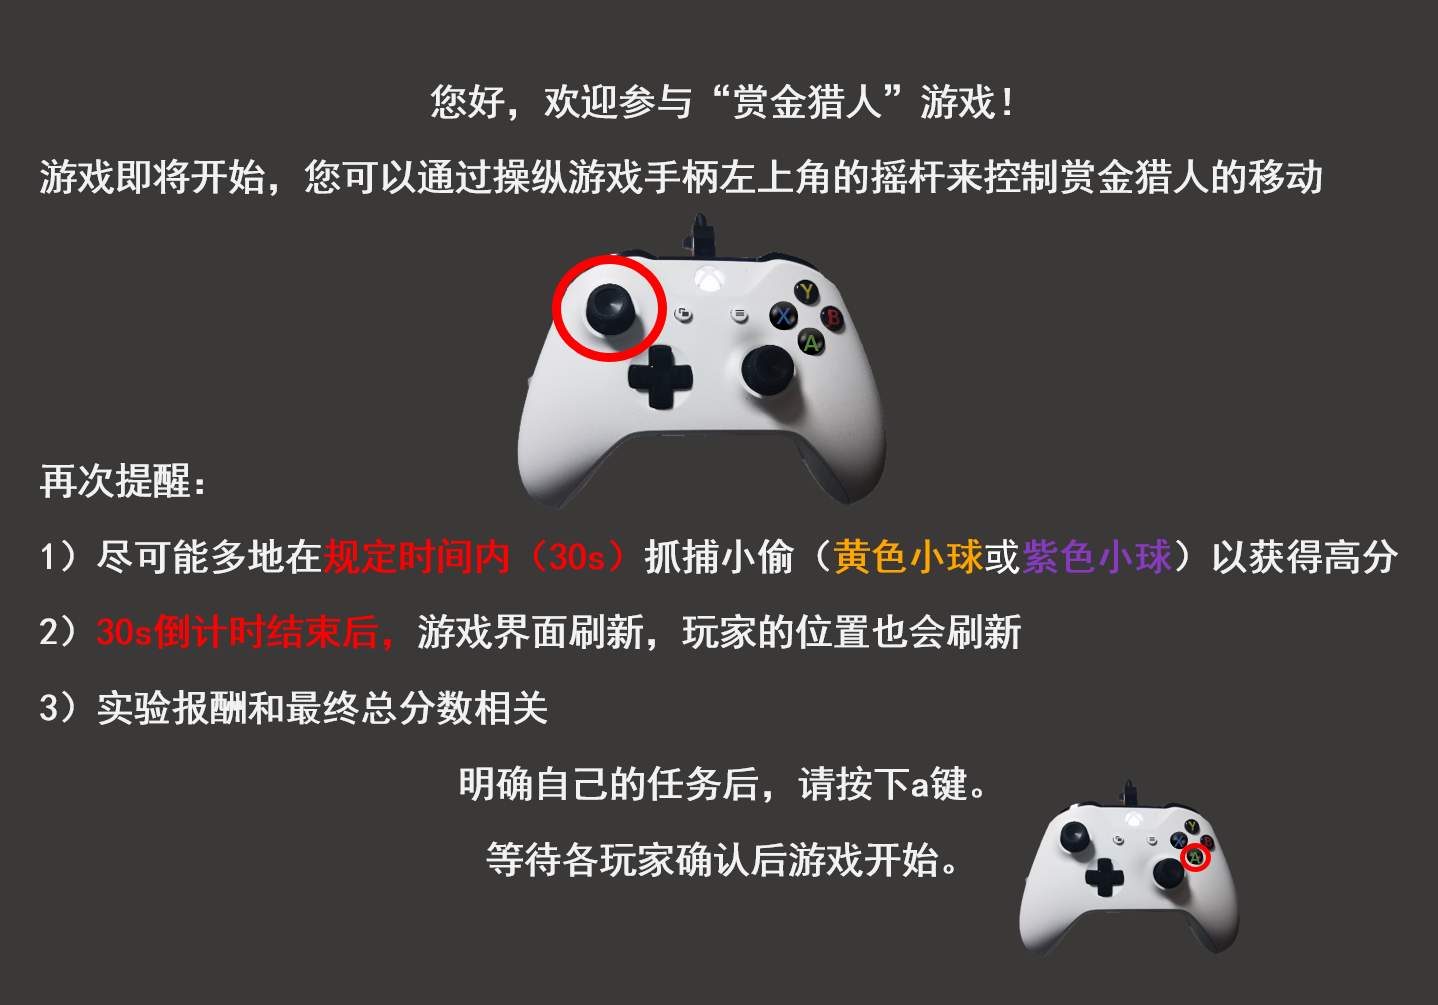 您好，欢迎参与“赏金猎人”游戏！
游戏即将开始，您可以通过操纵游戏手柄左上角的摇杆来控制赏金猎人的移动
Y
X
B
A
再次提醒：
1）尽可能多地在规定时间内（30s）抓捕小偷（黄色小球或紫色小球）以获得高分
2）30s倒计时结束后，游戏界面刷新，玩家的位置也会刷新
3）实验报酬和最终总分数相关
明确自己的任务后，请按下a键。
等待各玩家确认后游戏开始。
Y
X
B
A